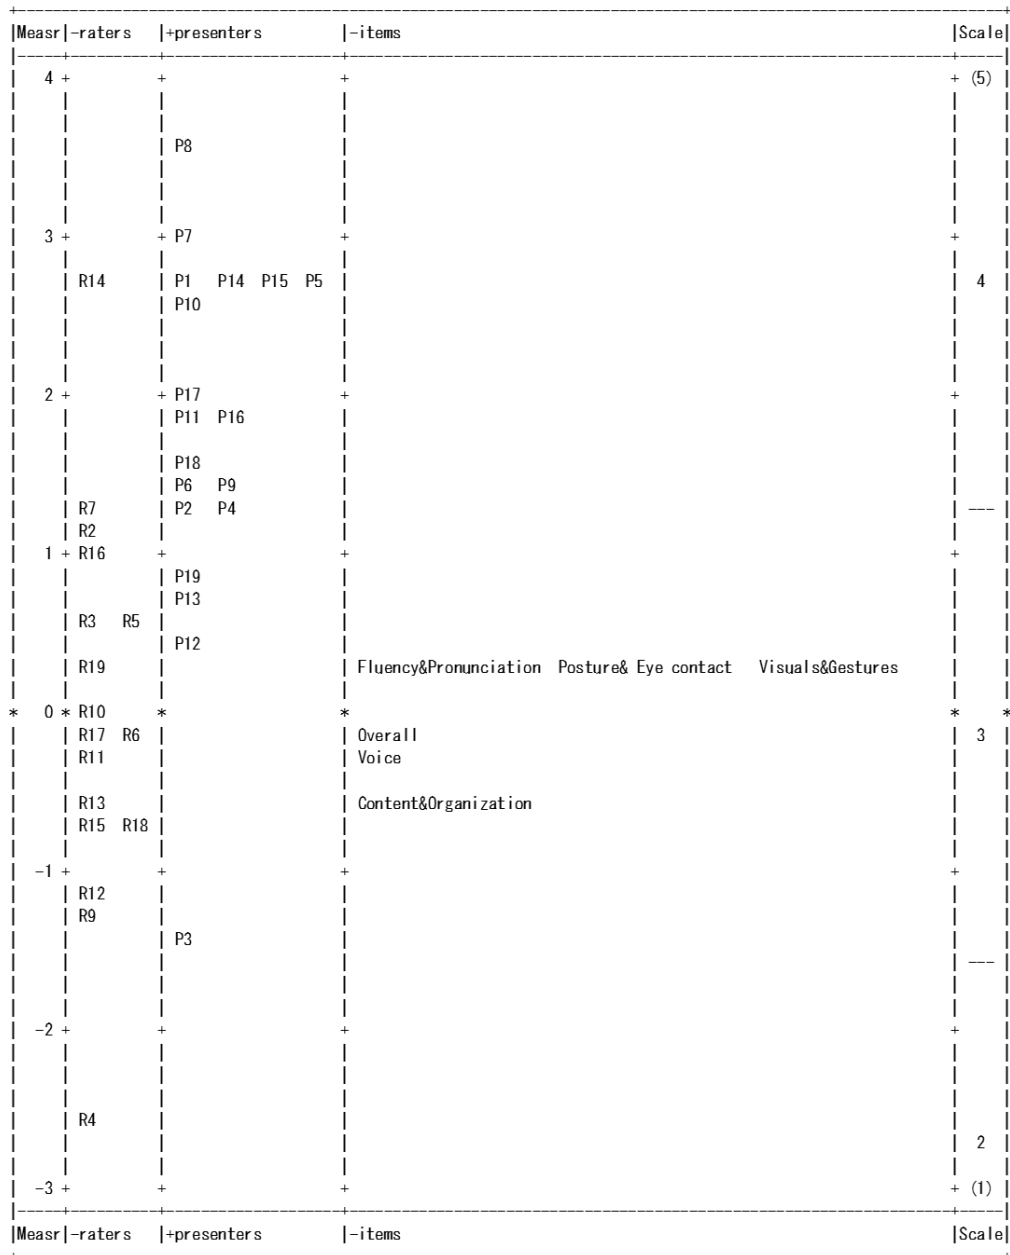 |Measr|-raters |+presenters |-items |Scale|
4 + + + + (5)
P8
3 + + P7 + +
R14 | P1 P14 P15 P5 | | 4
P10
2 + + P17 + +
P11 P16
P18
P6 P9
R7 | P2 P4 | | ---
R2
1 + R16 + + +
P19
P13
R3 R5
P12
R19 | | Fluency&Pronunciation Posture& Eye contact Visuals&Gestures
* 0 * R10 * * * *
R17 R6 | | Overall | 3
R11 | | Voice
R13 | | Content&Organization
R15 R18
-1 + + + +
R12
R9
P3
---
-2 + + + +
R4
2
-3 + + + + (1)
|Measr|-raters |+presenters |-items |Scale|